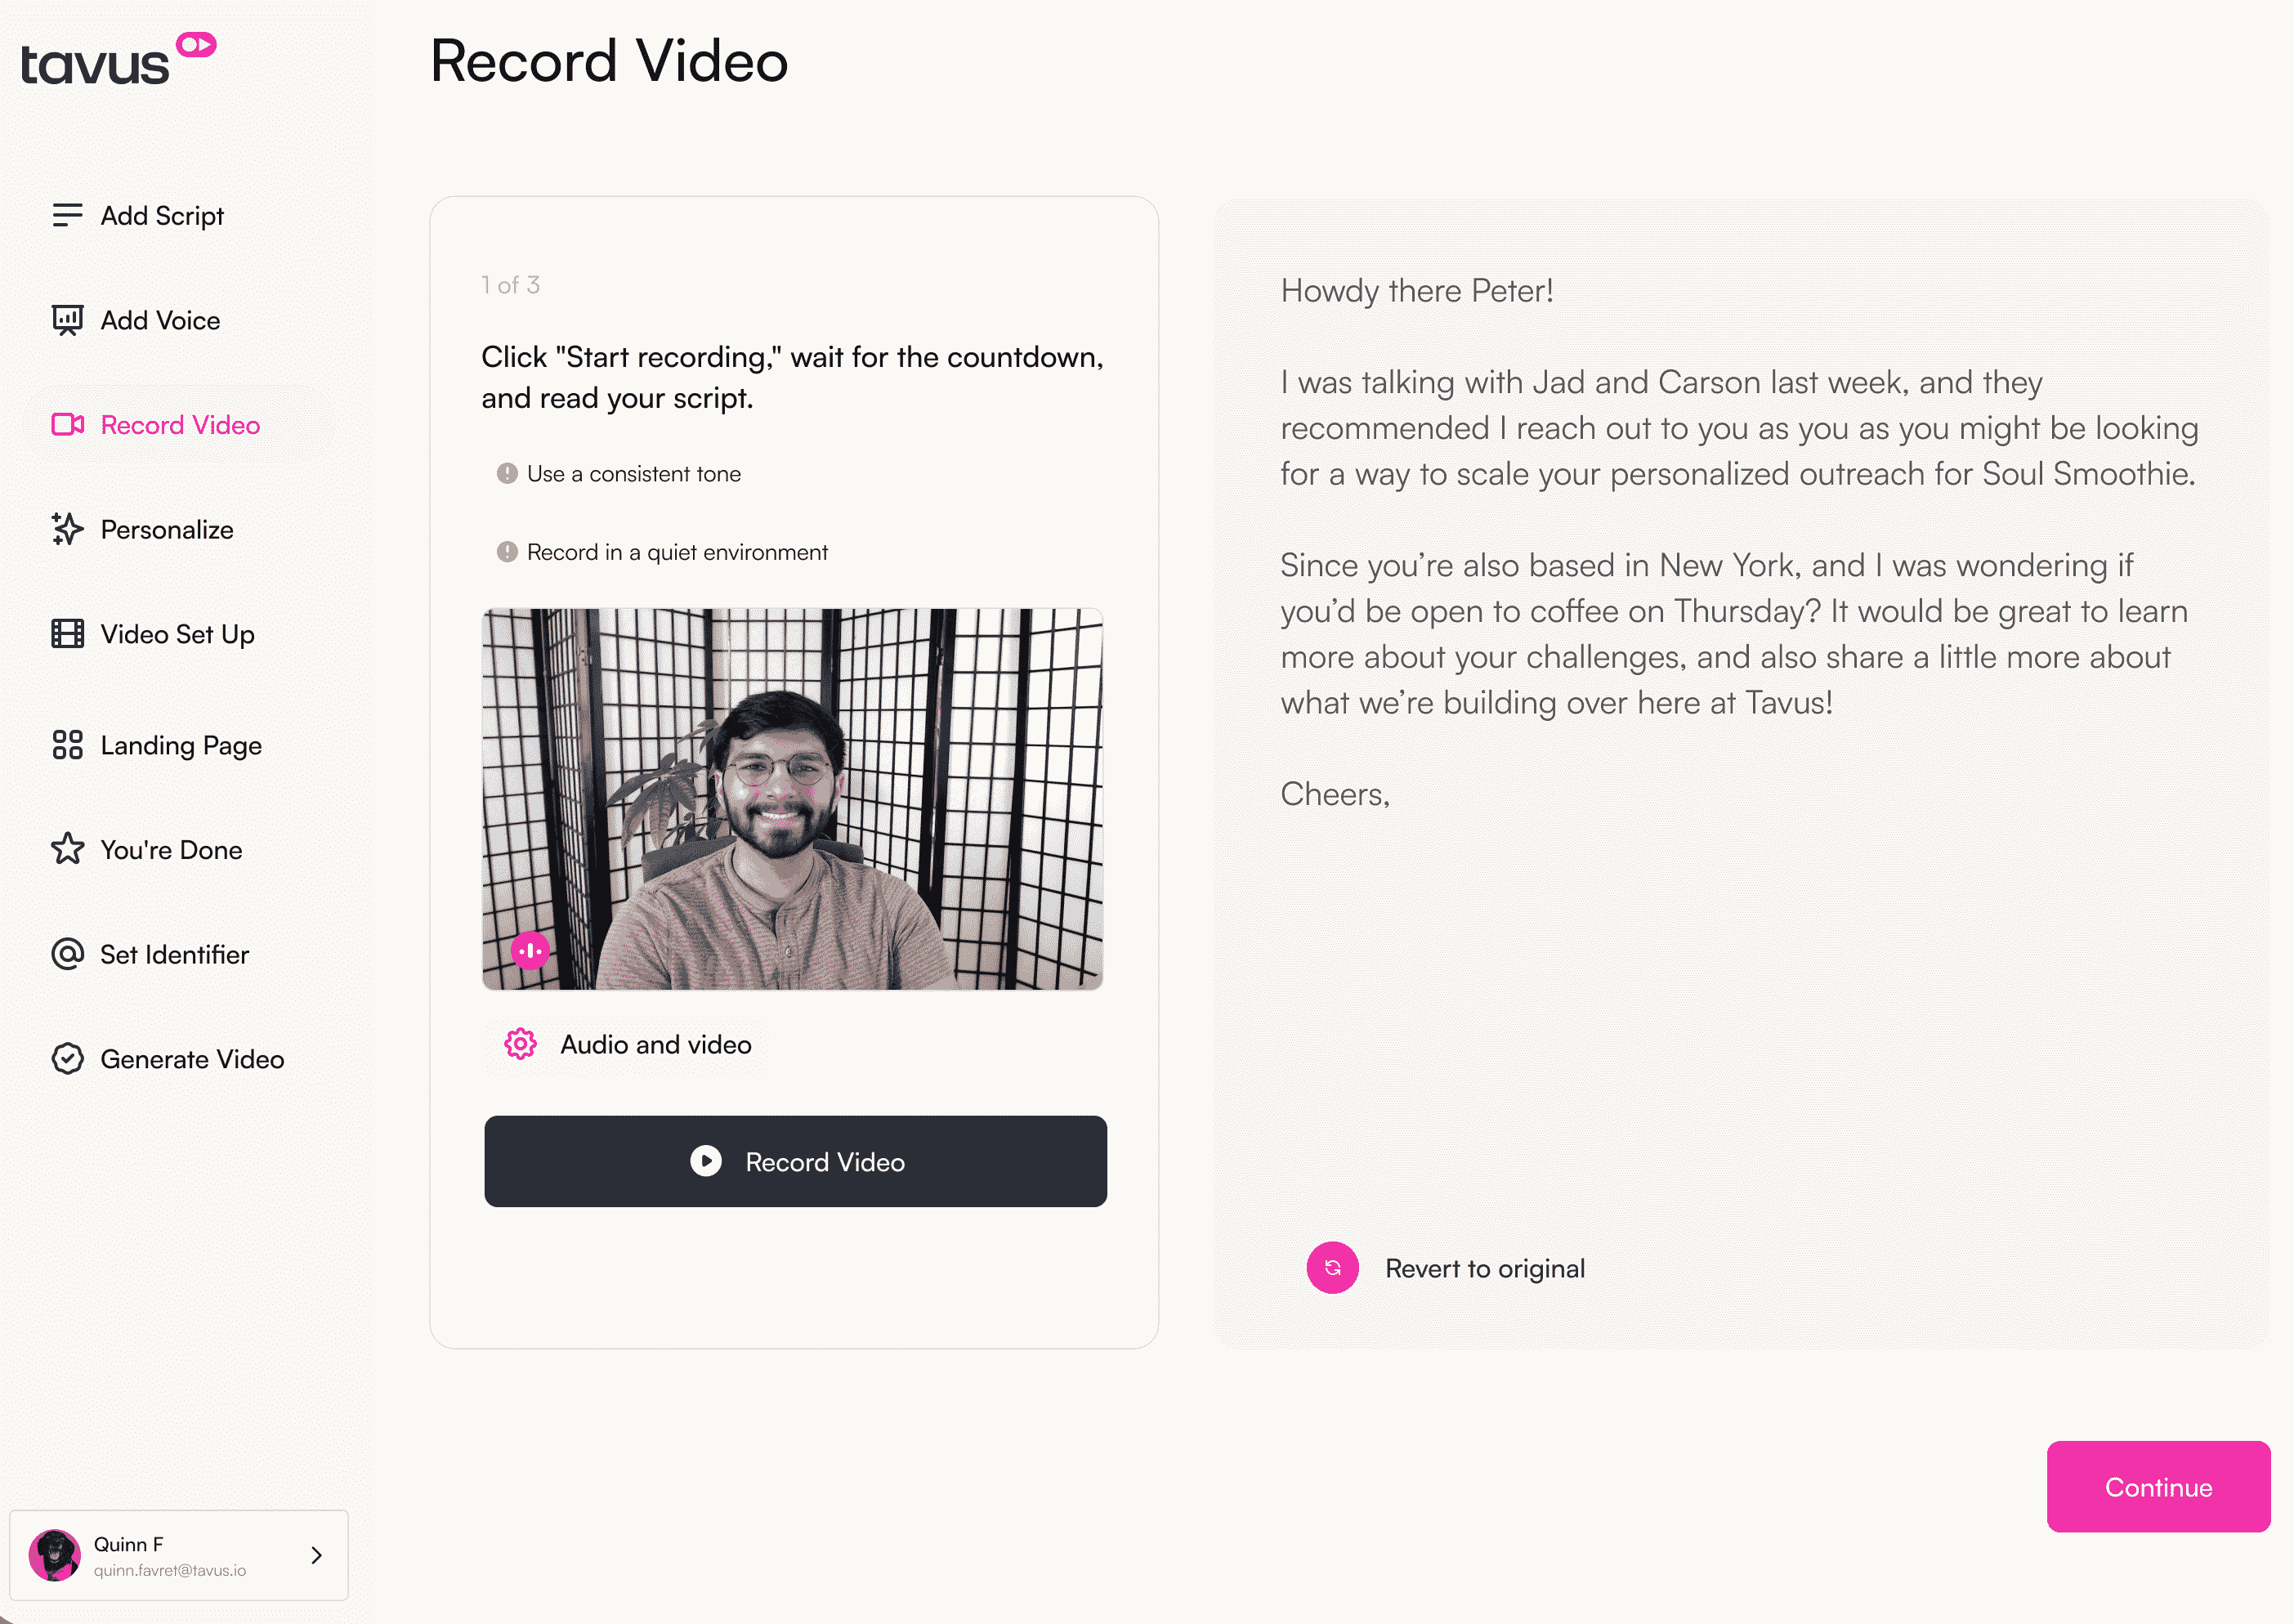 tavus
Record Video
Add Script
Add Voice
Record Video
Personalize
Video Set Up
Landing Page
You're Done
Set Identifier
Generate Video
Quinn F
quinn.favret@tavus.io
1 of 3
Click "Start recording," wait for the countdown,
and read your script.
Use a consistent tone
Record in a quiet environment
Audio and video
Record Video
Howdy there Peter!
I was talking with Jad and Carson last week, and they
recommended I reach out to you as you as you might be looking
for a way to scale your personalized outreach for Soul Smoothie.
Since you’re also based in New York, and I was wondering if
you’d be open to coffee on Thursday? It would be great to learn
more about your challenges, and also share a little more about
what we’re building over here at Tavus!
Cheers,
Revert to original
Continue